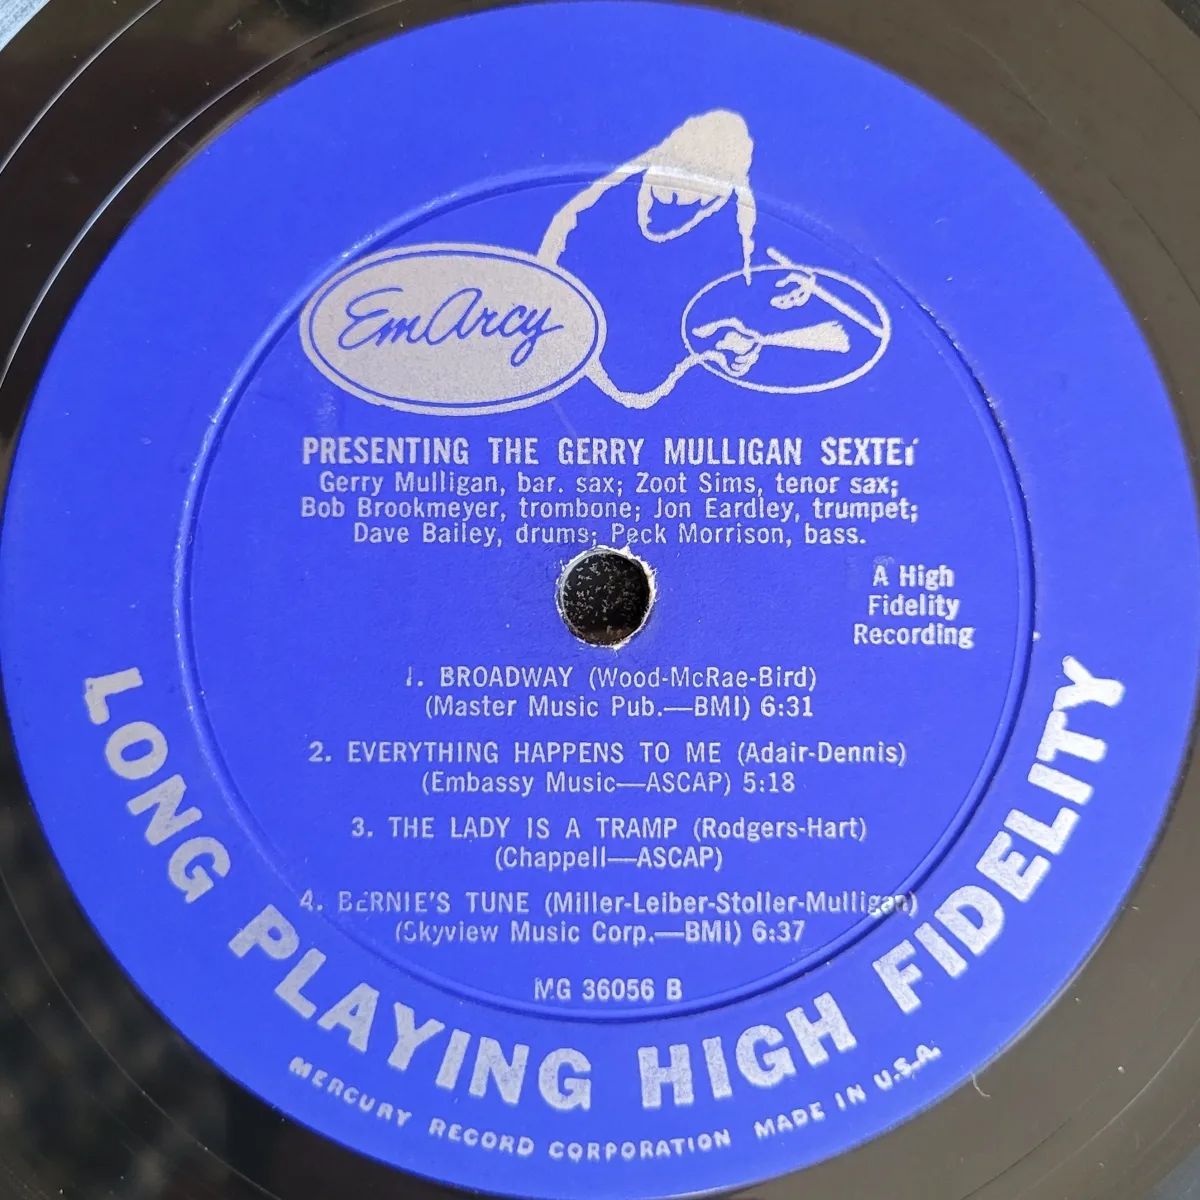 EmArcy
PRESENTING THE GERRY MULLIGAN SEXTET
Gerry Mulligan, bar. sax; Zoot Sims, tenor sax;
Bob Brookmeyer, trombone; Jon Eardley, trumpet;
Dave Bailey, drums; Peck Morrison, bass.
A High
Fidelity
Recording
1. BROADWAY (Wood-McRae-Bird)
(Master Music Pub.—BMI) 6:31
2. EVERYTHING HAPPENS TO ME (Adair-Dennis)
(Embassy Music—ASCAP) 5:18
3. THE LADY IS A TRAMP (Rodgers-Hart)
(Chappell—ASCAP)
4. BERNIE'S TUNE (Miller-Leiber-Stoller-Mulligan)
(Skyview Music Corp.—BMI) 6:37
MG 36056 B
LONG PLAYING HIGH FIDELITY
MERCURY RECORD CORPORATION MADE IN U.S.A.